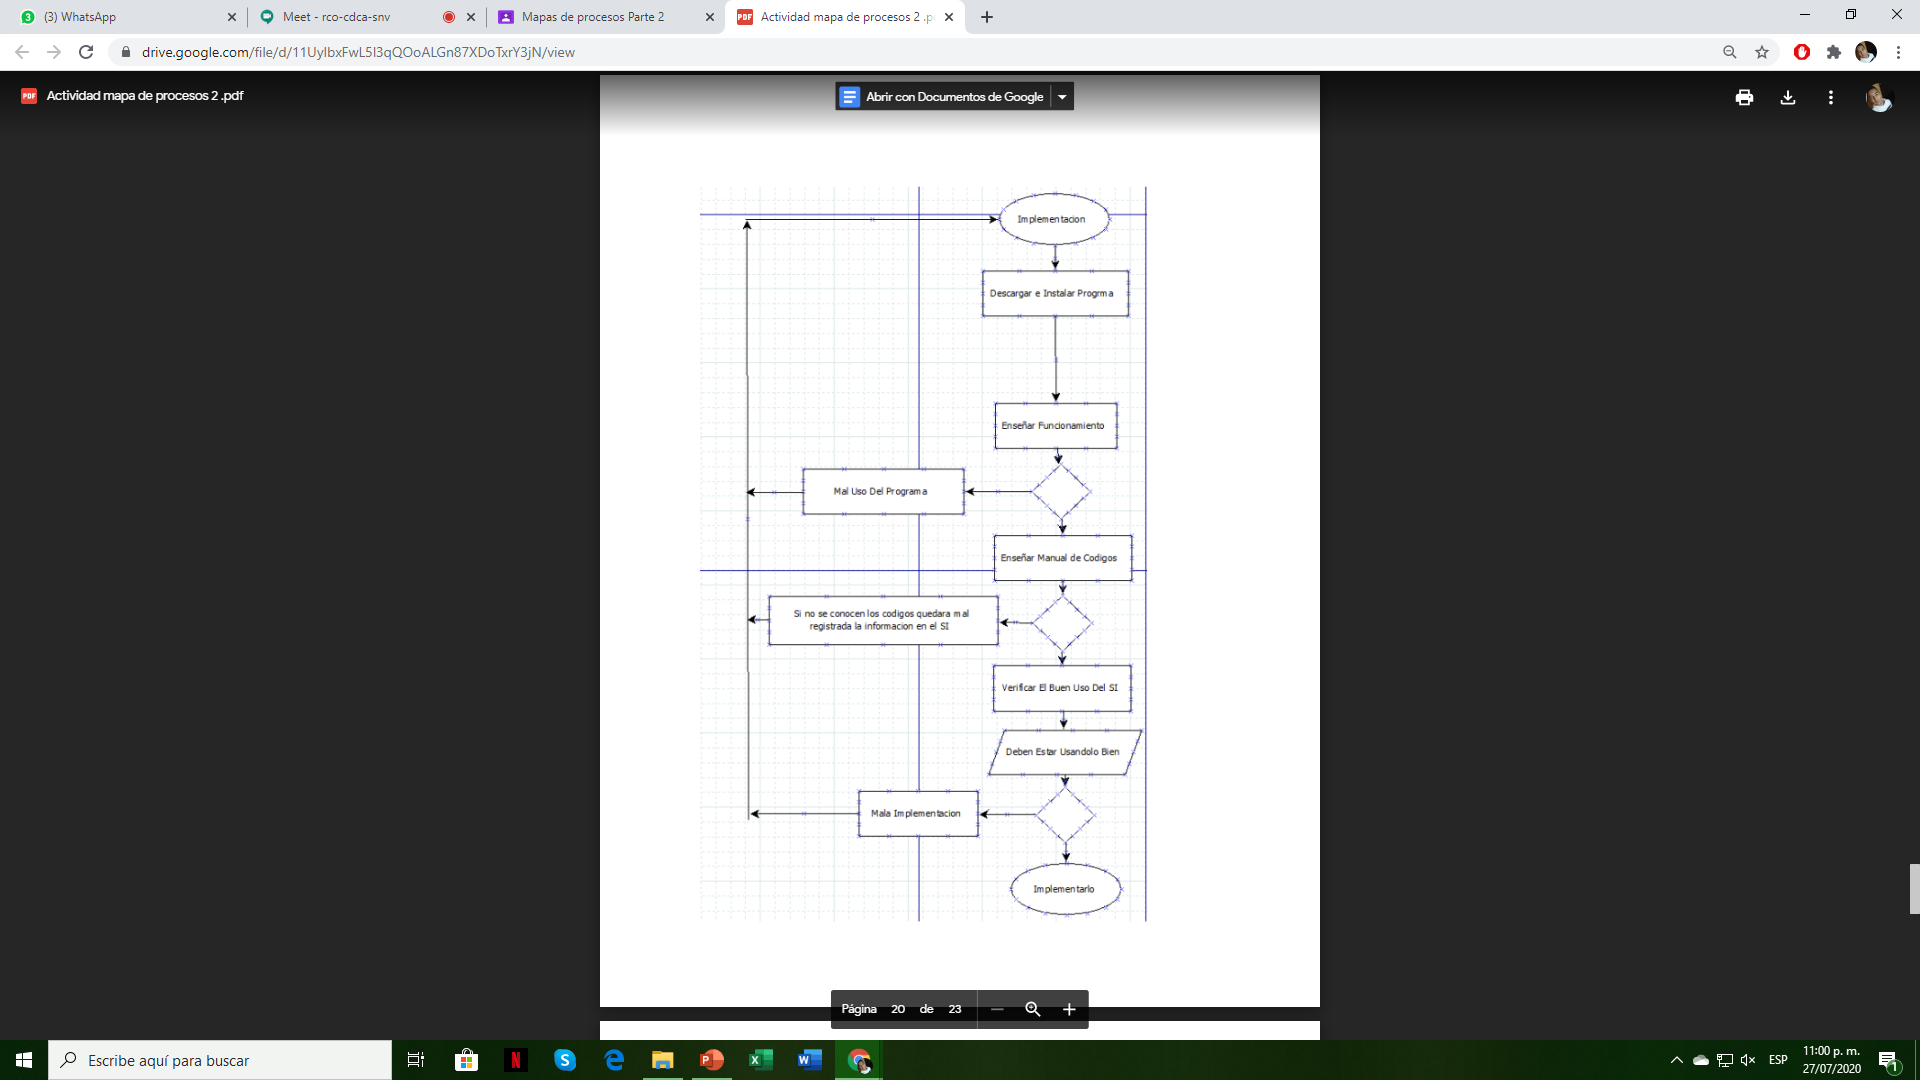 (3) WhatsApp
Meet - rco-cdca-snv
Mapas de procesos Parte 2
Actividad mapa de procesos 2 .p
drive.google.com/file/d/11UylbxFwL5I3qQOoALGn87XDoTxrY3jN/view
PDF Actividad mapa de procesos 2 .pdf
Abrir con Documentos de Google
Implementacion
Descargar e Instalar Progrma
Enseñar Funcionamiento
Mal Uso Del Programa
Enseñar Manual de Codigos
Si no se conocen los codigos quedara mal
registrada la informacion en el SI
Verificar El Buen Uso Del SI
Deben Estar Usandolo Bien
Mala Implementacion
Implementarlo
Página 20 de 23
Escribe aquí para buscar
ESP
11:00 p. m.
27/07/2020
1